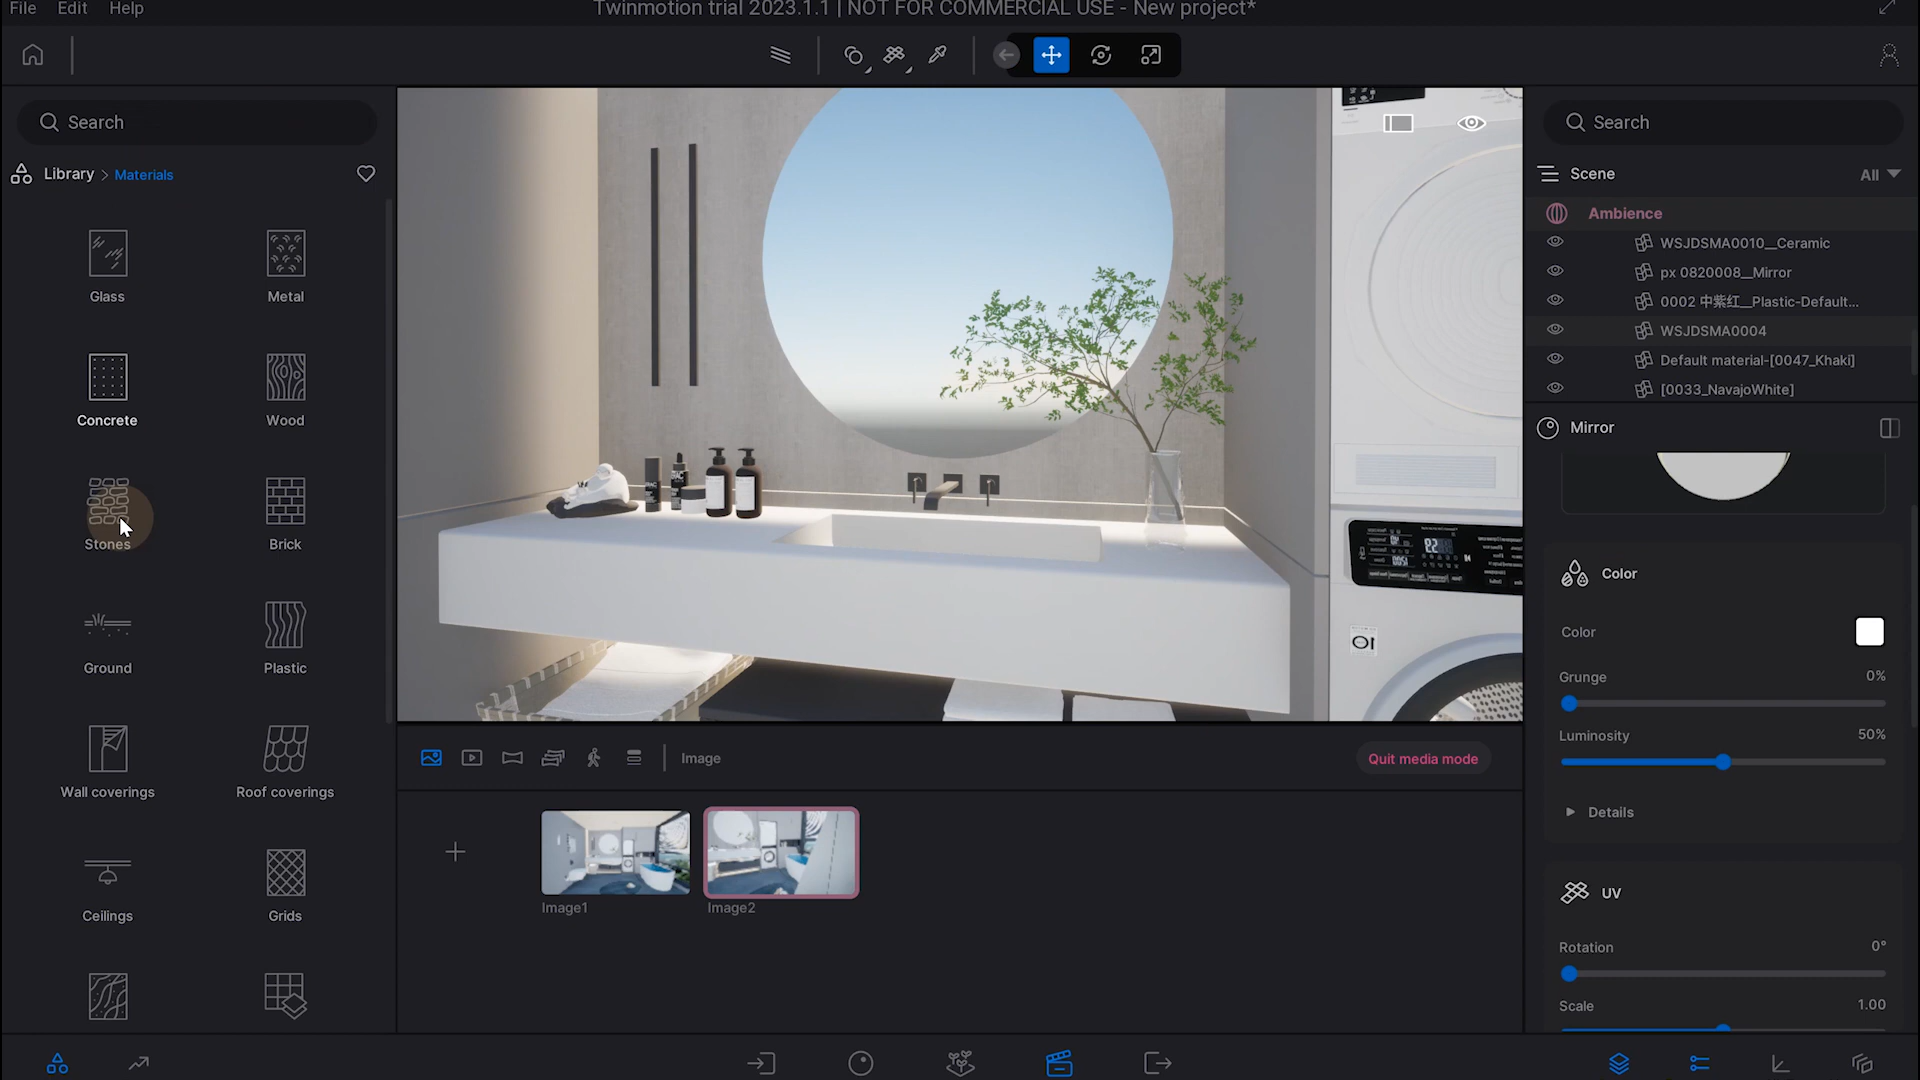 File Edit Help
Twinmotion trial 2023.1.1 | NOT FOR COMMERCIAL USE - New project*
Search
Library > Materials
Glass
Metal
Concrete
Wood
Stones
Brick
Ground
Plastic
Wall coverings
Roof coverings
Ceilings
Grids
Image
Quit media mode
Image1
Image2
Search
Scene
All
Ambience
WSJDSMA0010__Ceramic
px 0820008__Mirror
0002 中紫红__Plastic-Default...
WSJDSMA0004
Default material-[0047_Khaki]
[0033_NavajoWhite]
Mirror
Color
Color
Grunge 0%
Luminosity 50%
Details
UV
Rotation 0°
Scale 1.00